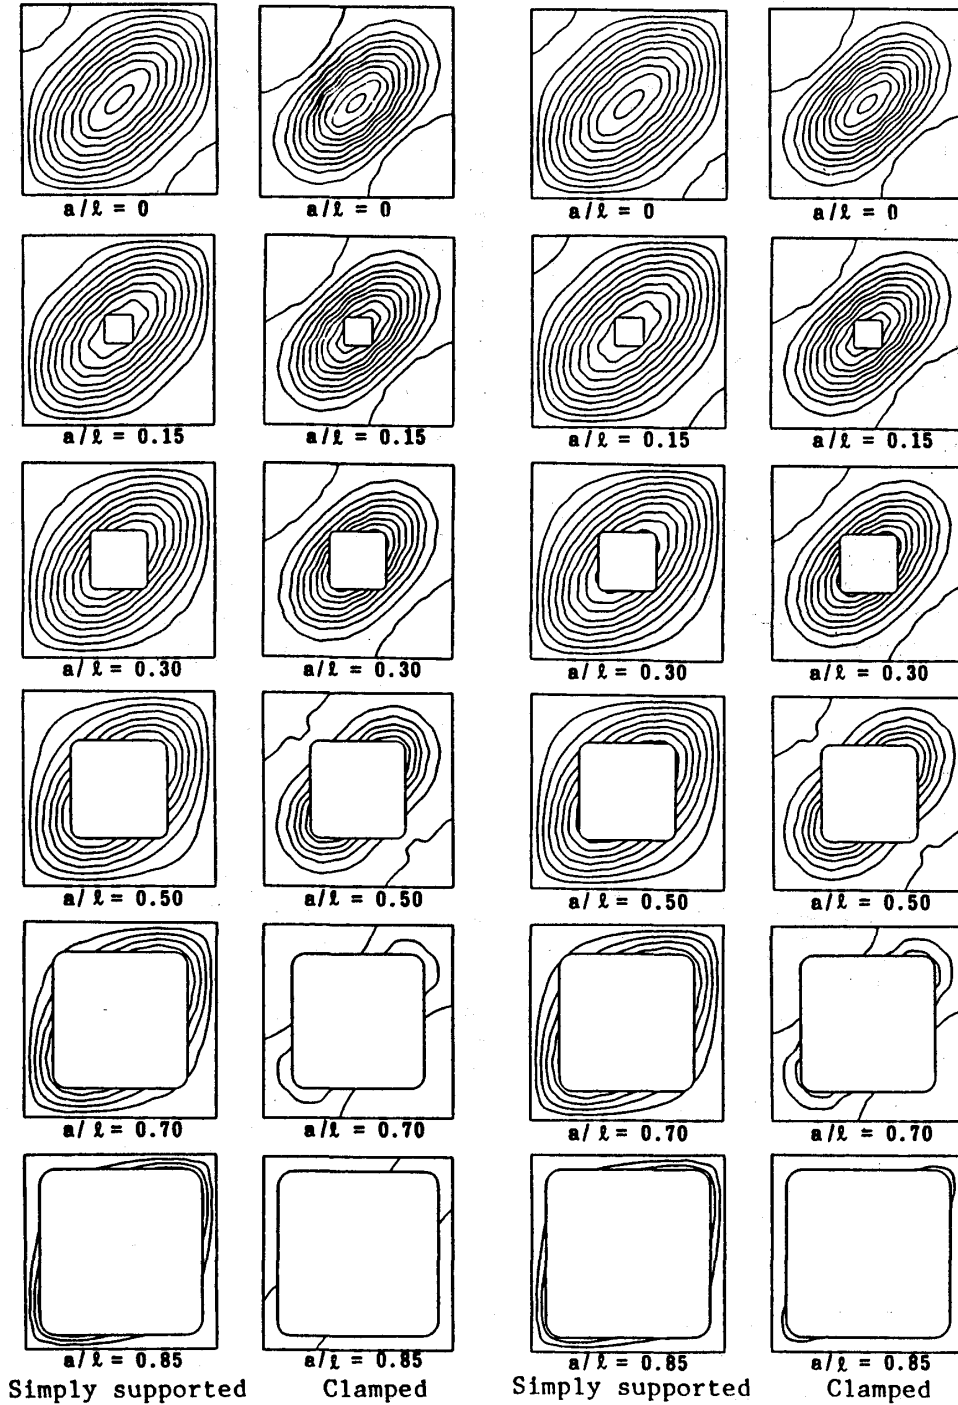 a/ℓ = 0 a/ℓ = 0 a/ℓ = 0 a/ℓ = 0
a/ℓ = 0.15 a/ℓ = 0.15 a/ℓ = 0.15 a/ℓ = 0.15
a/ℓ = 0.30 a/ℓ = 0.30 a/ℓ = 0.30 a/ℓ = 0.30
a/ℓ = 0.50 a/ℓ = 0.50 a/ℓ = 0.50 a/ℓ = 0.50
a/ℓ = 0.70 a/ℓ = 0.70 a/ℓ = 0.70 a/ℓ = 0.70
a/ℓ = 0.85 a/ℓ = 0.85 a/ℓ = 0.85 a/ℓ = 0.85
Simply supported Clamped Simply supported Clamped